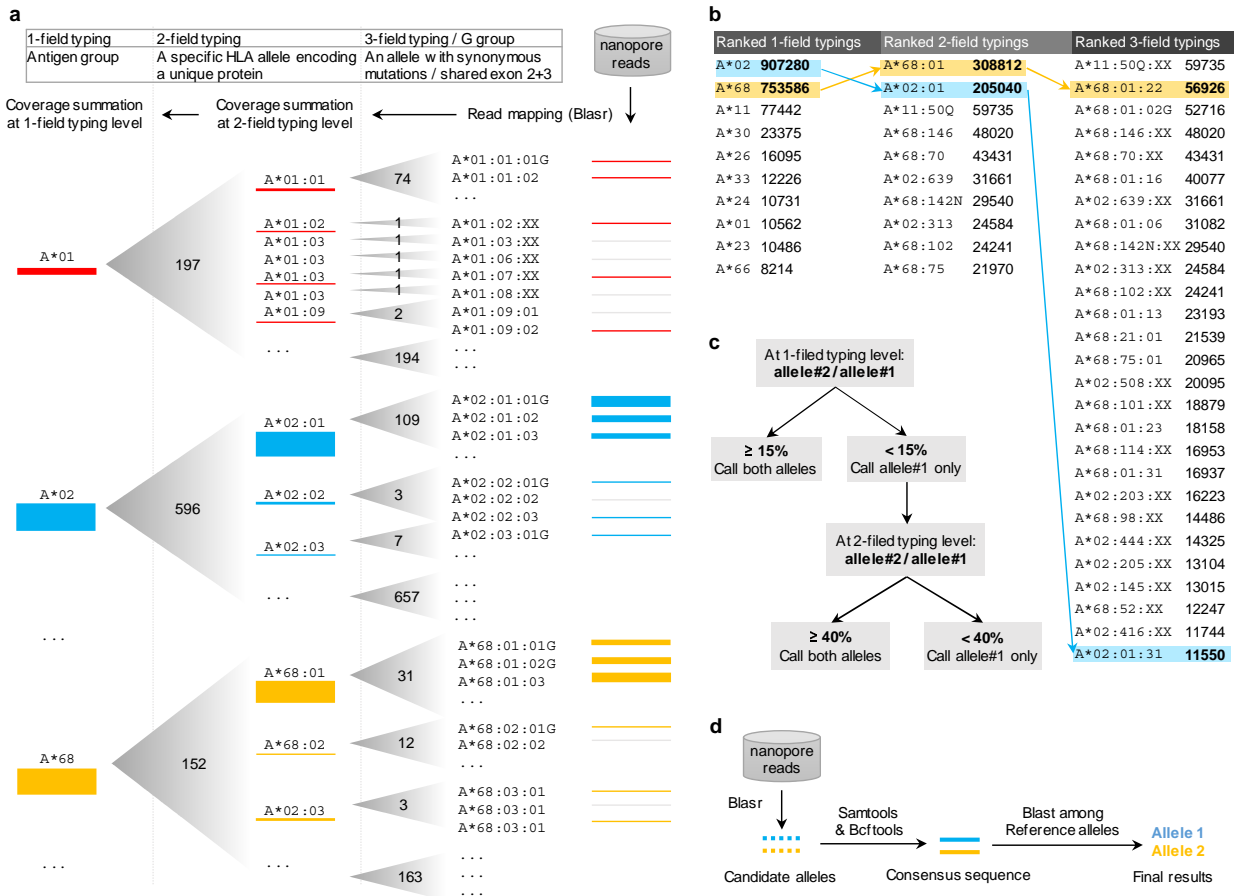 a
1-field typing
2-field typing
3-field typing / G group
Antigen group
A specific HLA allele encoding
a unique protein
An allele with synonymous
mutations / shared exon 2+3
nanopore
reads
Coverage summation
at 1-field typing level
Coverage summation
at 2-field typing level
Read mapping (Blasr)
A*01
197
A*01:01
A*01:02
A*01:03
A*01:03
A*01:03
A*01:03
A*01:09
...
74
1
1
1
1
1
2
194
A*01:01:01G
A*01:01:02
...
A*01:02:XX
A*01:03:XX
A*01:06:XX
A*01:07:XX
A*01:08:XX
A*01:09:01
A*01:09:02
...
...
A*02
596
A*02:01
A*02:02
A*02:03
...
109
3
7
657
A*02:01:01G
A*02:01:02
A*02:01:03
...
A*02:02:01G
A*02:02:02
A*02:02:03
A*02:03:01G
...
...
...
...
...
A*68
152
A*68:01
A*68:02
A*02:03
...
31
12
3
163
A*68:01:01G
A*68:01:02G
A*68:01:03
...
A*68:02:01G
A*68:02:02
...
A*68:03:01
A*68:03:01
A*68:03:01
...
...
...
...
b
Ranked 1-field typings
A*02 907280
A*68 753586
A*11 77442
A*30 23375
A*26 16095
A*33 12226
A*24 10731
A*01 10562
A*23 10486
A*66 8214
Ranked 2-field typings
A*68:01 308812
A*02:01 205040
A*11:50Q 59735
A*68:146 48020
A*68:70 43431
A*02:639 31661
A*68:142N 29540
A*02:313 24584
A*68:102 24241
A*68:75 21970
Ranked 3-field typings
A*11:50Q:XX 59735
A*68:01:22 56926
A*68:01:02G 52716
A*68:146:XX 48020
A*68:70:XX 43431
A*68:01:16 40077
A*02:639:XX 31661
A*68:01:06 31082
A*68:142N:XX 29540
A*02:313:XX 24584
A*68:102:XX 24241
A*68:01:13 23193
A*68:21:01 21539
A*68:75:01 20965
A*02:508:XX 20095
A*68:101:XX 18879
A*68:01:23 18158
A*68:114:XX 16953
A*68:01:31 16937
A*02:203:XX 16223
A*68:98:XX 14486
A*02:444:XX 14325
A*02:205:XX 13104
A*02:145:XX 13015
A*68:52:XX 12247
A*02:416:XX 11744
A*02:01:31 11550
c
At 1-filed typing level:
allele#2/allele#1
≥ 15%
Call both alleles
< 15%
Call allele#1 only
At 2-filed typing level:
allele#2/allele#1
≥ 40%
Call both alleles
< 40%
Call allele#1 only
d
nanopore
reads
Blasr
Samtools
& Bcftools
Blast among
Reference alleles
Allele 1
Allele 2
Candidate alleles
Consensus sequence
Final results